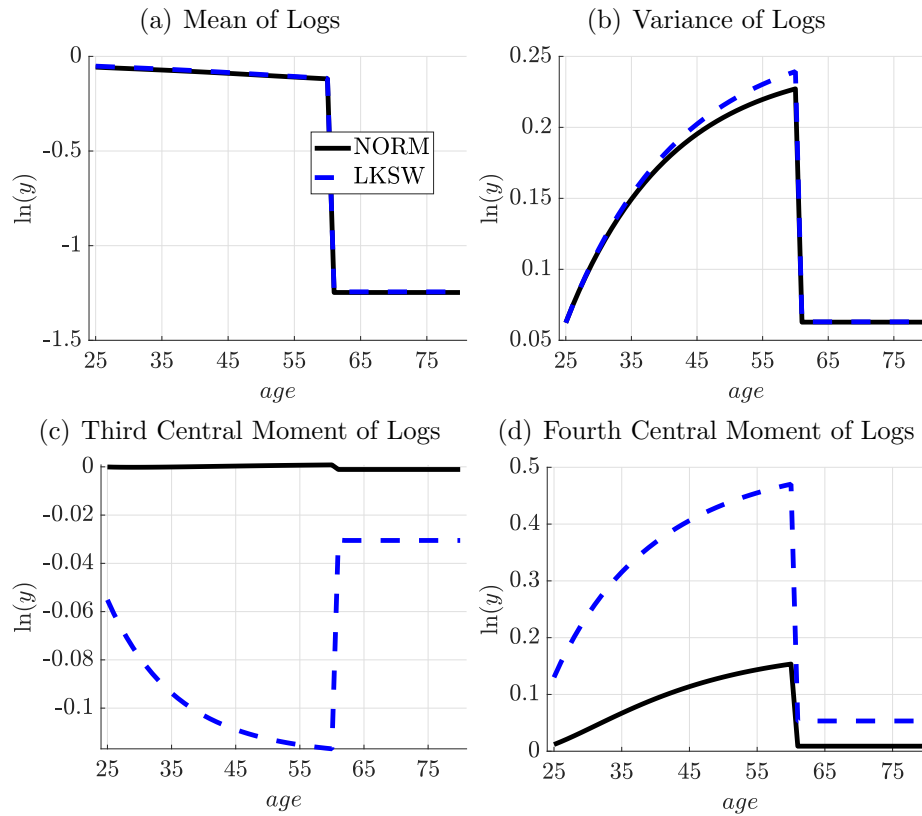 (a) Mean of Logs
0
-0.5
-1
-1.5
ln(y)
25 35 45 55 65 75
age
NORM
LKSW
(b) Variance of Logs
0.25
0.2
0.15
0.1
0.05
ln(y)
25 35 45 55 65 75
age
(c) Third Central Moment of Logs
0
-0.02
-0.04
-0.06
-0.08
-0.1
ln(y)
25 35 45 55 65 75
age
(d) Fourth Central Moment of Logs
0.5
0.4
0.3
0.2
0.1
0
ln(y)
25 35 45 55 65 75
age